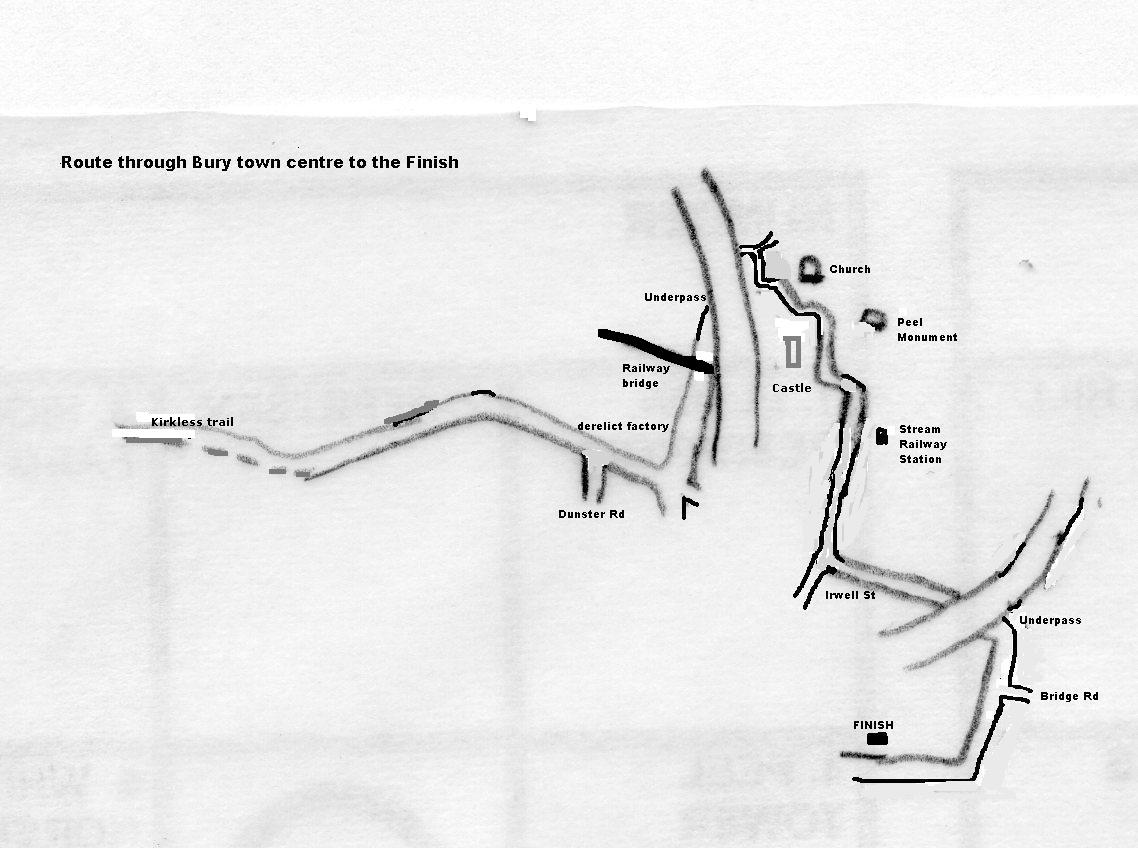 Route through Bury town centre to the Finish
Church
Underpass
Peel
Monument
Railway
bridge
Castle
Kirkless trail
derelict factory
Stream
Railway
Station
Dunster Rd
Irwell St
Underpass
Bridge Rd
FINISH